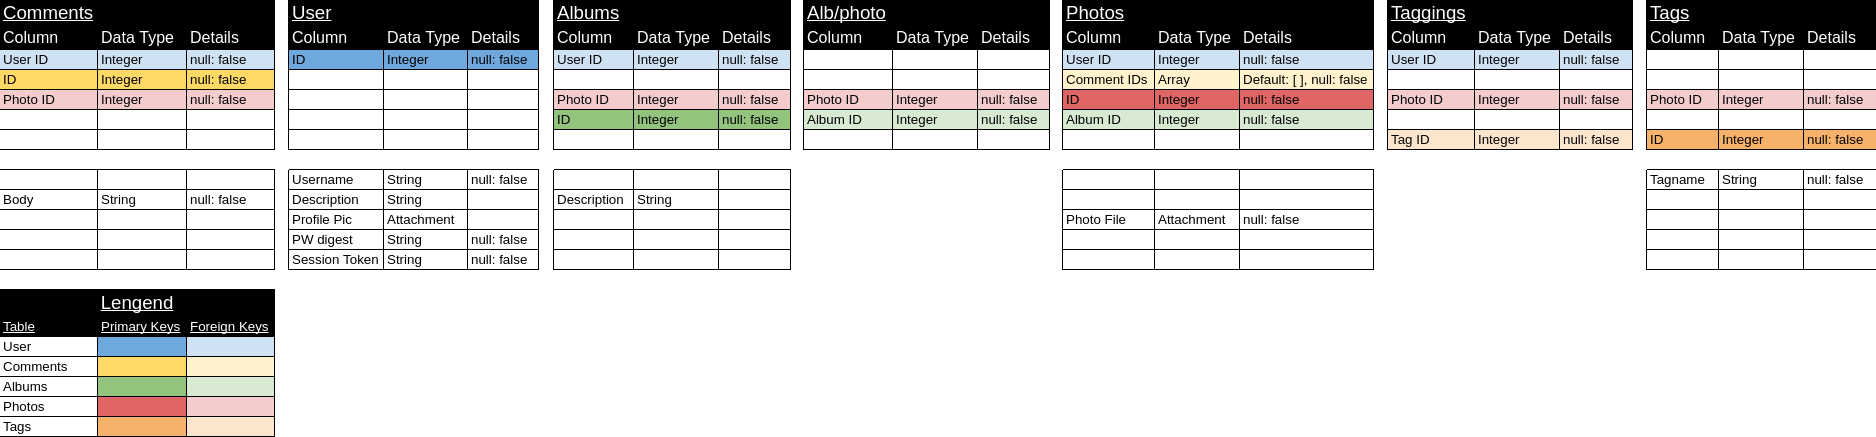 Comments User Albums Alb/photo Photos Taggings Tags
Column Data Type Details Column Data Type Details Column Data Type Details Column Data Type Details Column Data Type Details Column Data Type Details Column Data Type Details
User ID Integer null: false ID Integer null: false User ID Integer null: false User ID Integer null: false User ID Integer null: false
ID Integer null: false Comment IDs Array Default: [ ], null: false
Photo ID Integer null: false Photo ID Integer null: false Photo ID Integer null: false ID Integer null: false Photo ID Integer null: false Photo ID Integer null: false
ID Integer null: false Album ID Integer null: false Album ID Integer null: false
Tag ID Integer null: false ID Integer null: false
Username String null: false Tagname String null: false
Body String null: false Description String Description String
Profile Pic Attachment Photo File Attachment null: false
PW digest String null: false
Session Token String null: false
Lengend
Table Primary Keys Foreign Keys
User
Comments
Albums
Photos
Tags